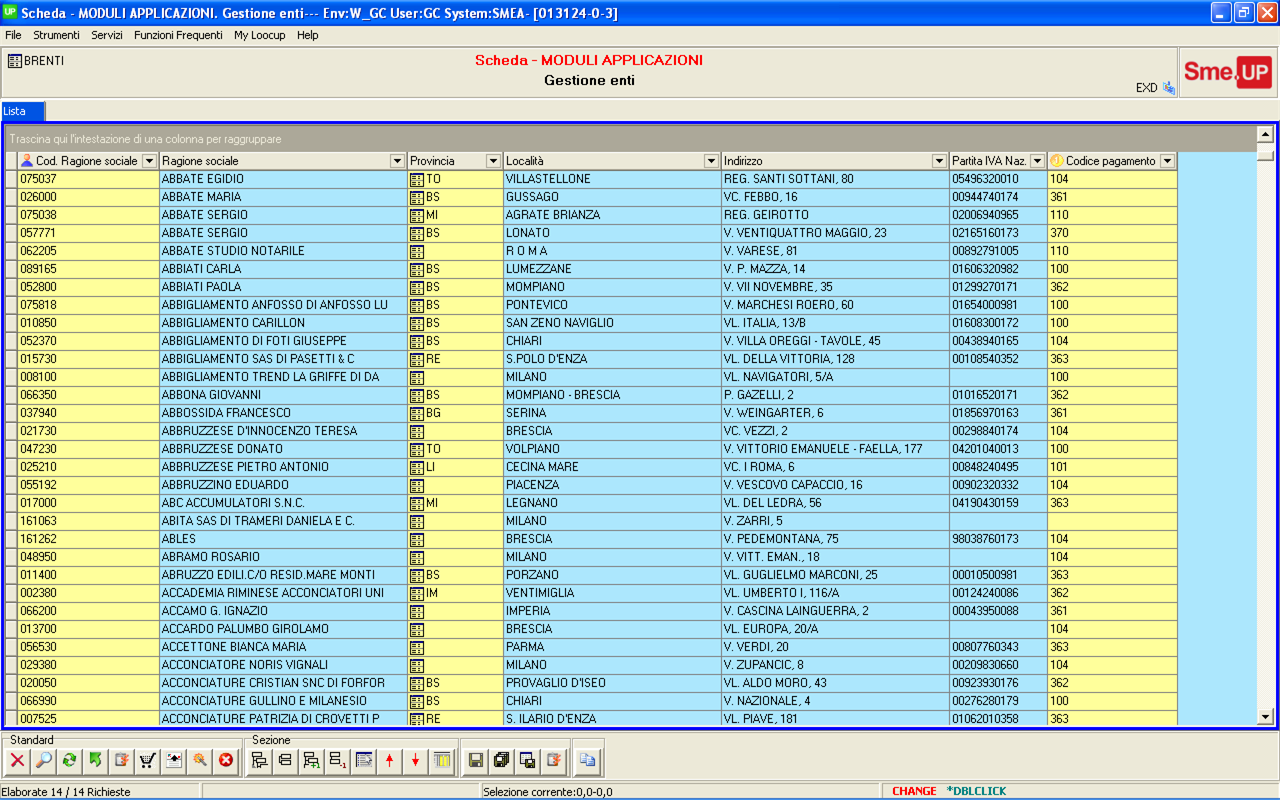 UP Scheda - MODULI APPLICAZIONI. Gestione enti--- Env:W_GC User:GC System:SMEA- [013124-0-3]
File Strumenti Servizi Funzioni Frequenti My Loocup Help
BRENTI
Scheda - MODULI APPLICAZIONI
Gestione enti
EXD
Sme.UP
Lista
Trascina qui l'intestazione di una colonna per raggruppare
Cod. Ragione sociale Ragione sociale Provincia Località Indirizzo Partita IVA Naz. Codice pagamento
075037 ABBATE EGIDIO TO VILLASTELLONE REG. SANTI SOTTANI, 80 05496320010 104
026000 ABBATE MARIA BS GUSSAGO VC. FEBBO, 16 00944740174 361
075038 ABBATE SERGIO MI AGRATE BRIANZA REG. GEIROTTO 02006940965 110
057771 ABBATE SERGIO BS LONATO V. VENTIQUATTRO MAGGIO, 23 02165160173 370
062205 ABBATE STUDIO NOTARILE R O M A V. VARESE, 81 00892791005 110
089165 ABBIATI CARLA BS LUMEZZANE V. P. MAZZA, 14 01606320982 100
052800 ABBIATI PAOLA BS MOMPIANO V. VII NOVEMBRE, 35 01299270171 362
075818 ABBIGLIAMENTO ANFOSSO DI ANFOSSO LU BS PONTEVICO V. MARCHESI ROERO, 60 01654000981 100
010850 ABBIGLIAMENTO CARILLON BS SAN ZENO NAVIGLIO VL. ITALIA, 13/B 01608300172 100
052370 ABBIGLIAMENTO DI FOTI GIUSEPPE BS CHIARI V. VILLA OREGGI - TAVOLE, 45 00438940165 104
015730 ABBIGLIAMENTO SAS DI PASETTI & C RE S.POLO D'ENZA VL. DELLA VITTORIA, 128 00108540352 363
008100 ABBIGLIAMENTO TREND LA GRIFFE DI DA MILANO VL. NAVIGATORI, 5/A 100
066350 ABBONA GIOVANNI BS MOMPIANO - BRESCIA P. GAZELLI, 2 01016520171 362
037940 ABBOSSIDA FRANCESCO BG SERINA V. WEINGARTER, 6 01856970163 361
021730 ABBRUZZESE D'INNOCENZO TERESA BRESCIA VC. VEZZI, 2 00298840174 104
047230 ABBRUZZESE DONATO TO VOLPIANO V. VITTORIO EMANUELE - FAELLA, 177 04201040013 100
025210 ABBRUZZESE PIETRO ANTONIO LI CECINA MARE VC. I ROMA, 6 00848240495 101
055192 ABBRUZZINO EDUARDO PIACENZA V. VESCOVO CAPACCIO, 16 00902320332 104
017000 ABC ACCUMULATORI S.N.C. MI LEGNANO VL. DEL LEDRA, 56 04190430159 363
161063 ABITA SAS DI TRAMERI DANIELA E C. MILANO V. ZARRI, 5
161262 ABLES BRESCIA V. PEDEMONTANA, 75 98038760173 104
048950 ABRAMO ROSARIO MILANO V. VITT. EMAN., 18 104
011400 ABRUZZO EDILI.C/O RESID.MARE MONTI BS PORZANO VL. GUGLIELMO MARCONI, 25 00010500981 363
002380 ACCADEMIA RIMINESE ACCONCIATORI UNI IM VENTIMIGLIA VL. UMBERTO I, 116/A 00124240086 362
066200 ACCAMO G. IGNAZIO IMPERIA V. CASCINA LAINGUERRA, 2 00043950088 361
013700 ACCARDO PALUMBO GIROLAMO BRESCIA VL. EUROPA, 20/A 104
056530 ACCETTONE BIANCA MARIA PARMA V. VERDI, 20 00807760343 363
029380 ACCONCIATORE NORIS VIGNALI MILANO V. ZUPANCIC, 8 00209830660 104
020050 ACCONCIATURE CRISTIAN SNC DI FORFOR BS PROVAGLIO D'ISEO VL. ALDO MORO, 43 00923930176 362
066990 ACCONCIATURE GULLINO E MILANESIO BS CHIARI V. NAZIONALE, 4 00276280179 100
007525 ACCONCIATURE PATRIZIA DI CROVETTI P RE S. ILARIO D'ENZA VL. PIAVE, 181 01062010358 363
Standard Sezione
Elaborate 14 / 14 Richieste Selezione corrente:0,0-0,0 CHANGE *DBLCLICK